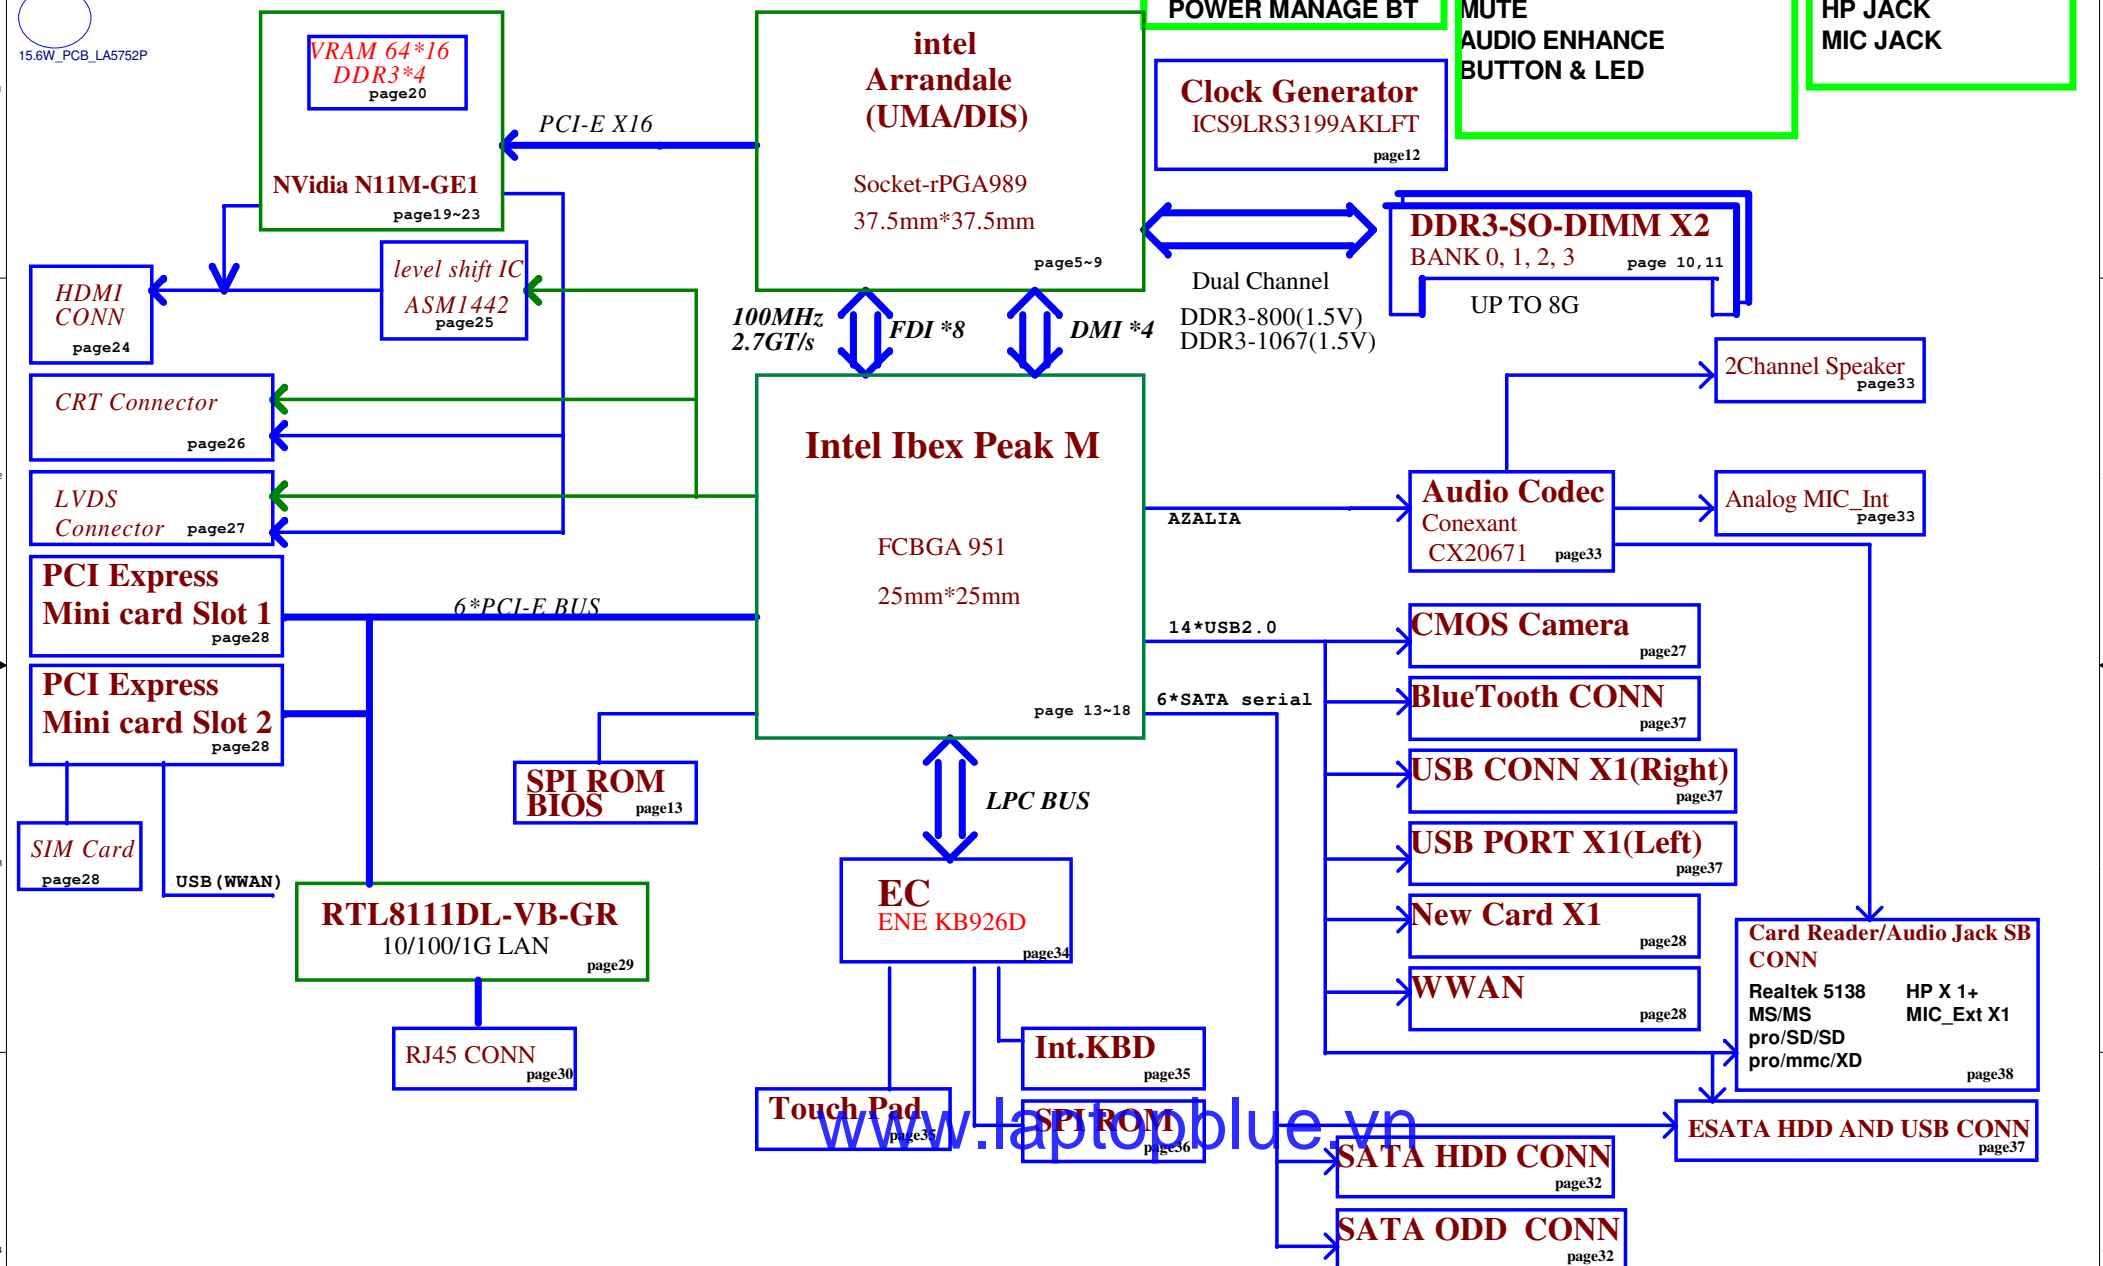 15.6W_PCB_LA5752P
VRAM 64*16
DDR3*4
page20
NVidia N11M-GE1
page19~23
PCI-E X16
intel
Arrandale
(UMA/DIS)
Socket-rPGA989
37.5mm*37.5mm
page5~9
POWER MANAGE BT
MUTE
AUDIO ENHANCE
BUTTON & LED
HP JACK
MIC JACK
Clock Generator
ICS9LRS3199AKLFT
page12
DDR3-SO-DIMM X2
BANK 0, 1, 2, 3
page 10,11
UP TO 8G
Dual Channel
DDR3-800(1.5V)
DDR3-1067(1.5V)
HDMI
CONN
page24
level shift IC
ASM1442
page25
100MHz
2.7GT/s
FDI *8
DMI *4
CRT Connector
page26
LVDS
Connector
page27
Intel Ibex Peak M
FCBGA 951
25mm*25mm
page 13~18
2Channel Speaker
page33
AZALIA
Audio Codec
Conexant
CX20671
page33
Analog MIC_Int
page33
PCI Express
Mini card Slot 1
page28
6*PCI-E BUS
PCI Express
Mini card Slot 2
page28
14*USB2.0
6*SATA serial
CMOS Camera
page27
BlueTooth CONN
page37
USB CONN X1(Right)
page37
USB PORT X1(Left)
page37
New Card X1
page28
WWAN
page28
SPI ROM
BIOS
page13
LPC BUS
SIM Card
page28
USB(WWAN)
RTL8111DL-VB-GR
10/100/1G LAN
page29
RJ45 CONN
page30
EC
ENE KB926D
page34
Int.KBD
page35
Touch Pad
page35
SPI ROM
page36
Card Reader/Audio Jack SB
CONN
Realtek 5138
MS/MS
pro/SD/SD
pro/mmc/XD
HP X 1+
MIC_Ext X1
page38
ESATA HDD AND USB CONN
page37
SATA HDD CONN
page32
SATA ODD CONN
page32
www.laptopblue.vn